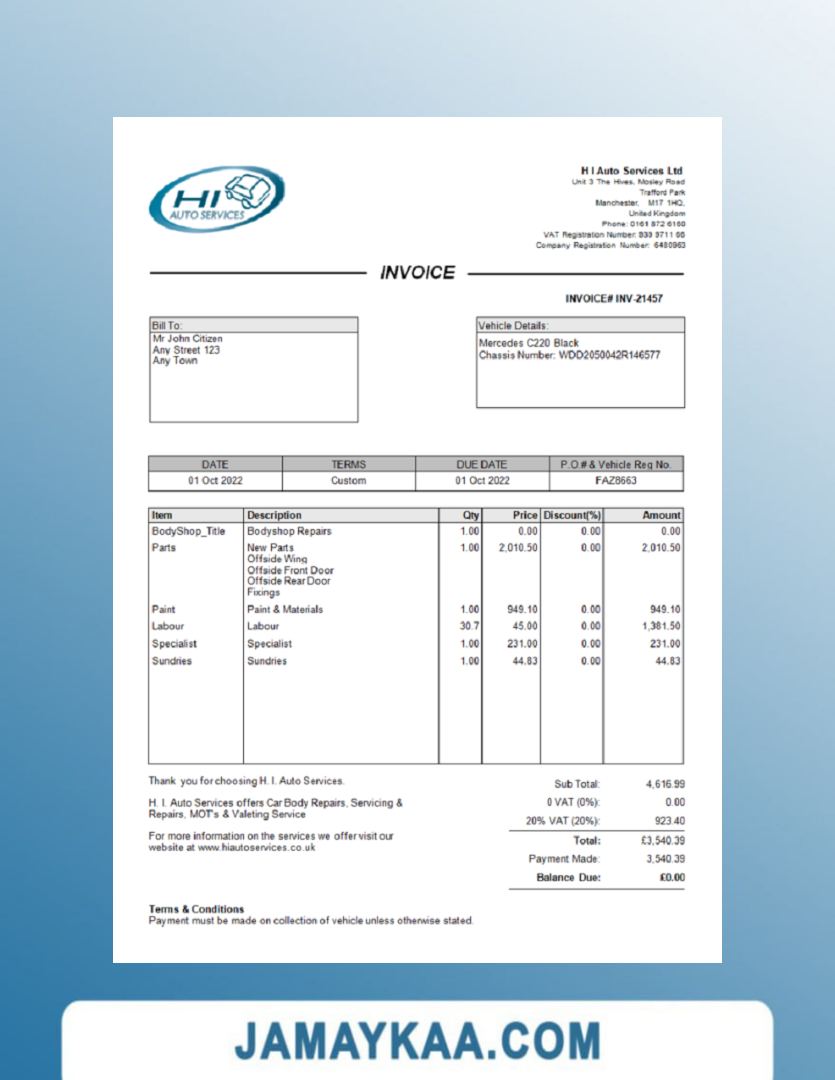 HI
AUTO SERVICES
H I Auto Services Ltd
Unit 3 The Hives, Mosley Road
Trafford Park
Manchester, M17 1HQ,
United Kingdom
Phone: 0161 872 6160
VAT Registration Number: 939 9711 66
Company Registration Number: 6480963
INVOICE
INVOICE# INV-21457
Bill To:
Mr John Citizen
Any Street 123
Any Town
Vehicle Details:
Mercedes C220 Black
Chassis Number: WDD2050042R146577
DATE TERMS DUE DATE P.O.# & Vehicle Reg No.
01 Oct 2022 Custom 01 Oct 2022 FAZ8663
Item Description Qty Price Discount(%) Amount
BodyShop_Title Bodyshop Repairs 1.00 0.00 0.00 0.00
Parts New Parts 1.00 2,010.50 0.00 2,010.50
Offside Wing
Offside Front Door
Offside Rear Door
Fixings
Paint Paint & Materials 1.00 949.10 0.00 949.10
Labour Labour 30.7 45.00 0.00 1,381.50
Specialist Specialist 1.00 231.00 0.00 231.00
Sundries Sundries 1.00 44.83 0.00 44.83
Thank you for choosing H. I. Auto Services.
H. I. Auto Services offers Car Body Repairs, Servicing &
Repairs, MOT's & Valeting Service
For more information on the services we offer visit our
website at www.hiautoservices.co.uk
Sub Total: 4,616.99
0 VAT (0%): 0.00
20% VAT (20%): 923.40
Total: £3,540.39
Payment Made: 3,540.39
Balance Due: £0.00
Terms & Conditions
Payment must be made on collection of vehicle unless otherwise stated.
JAMAYKAA.COM